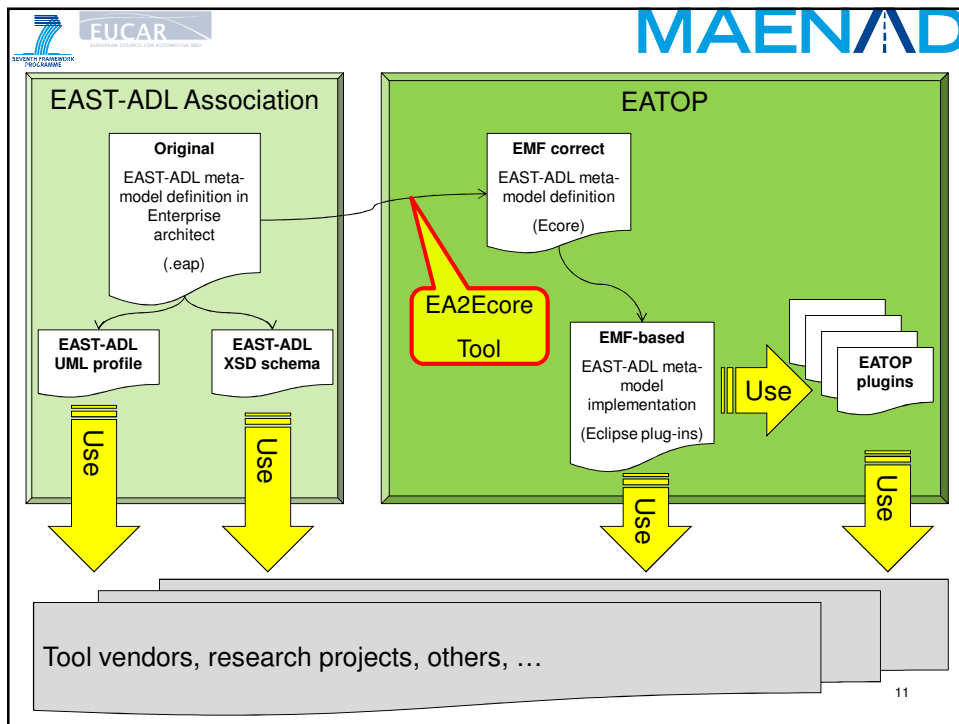 SEVENTH FRAMEWORK
PROGRAMME
EUCAR
EUROPEAN COUNCIL FOR AUTOMOTIVE R&D
MAENAD
EAST-ADL Association
Original
EAST-ADL meta-
model definition in
Enterprise
architect
(.eap)
EAST-ADL
UML profile
EAST-ADL
XSD schema
Use
Use
EATOP
EMF correct
EAST-ADL meta-
model definition
(Ecore)
EA2Ecore
Tool
EMF-based
EAST-ADL meta-
model
implementation
(Eclipse plug-ins)
Use
EATOP
plugins
Use
Use
Tool vendors, research projects, others, …
11